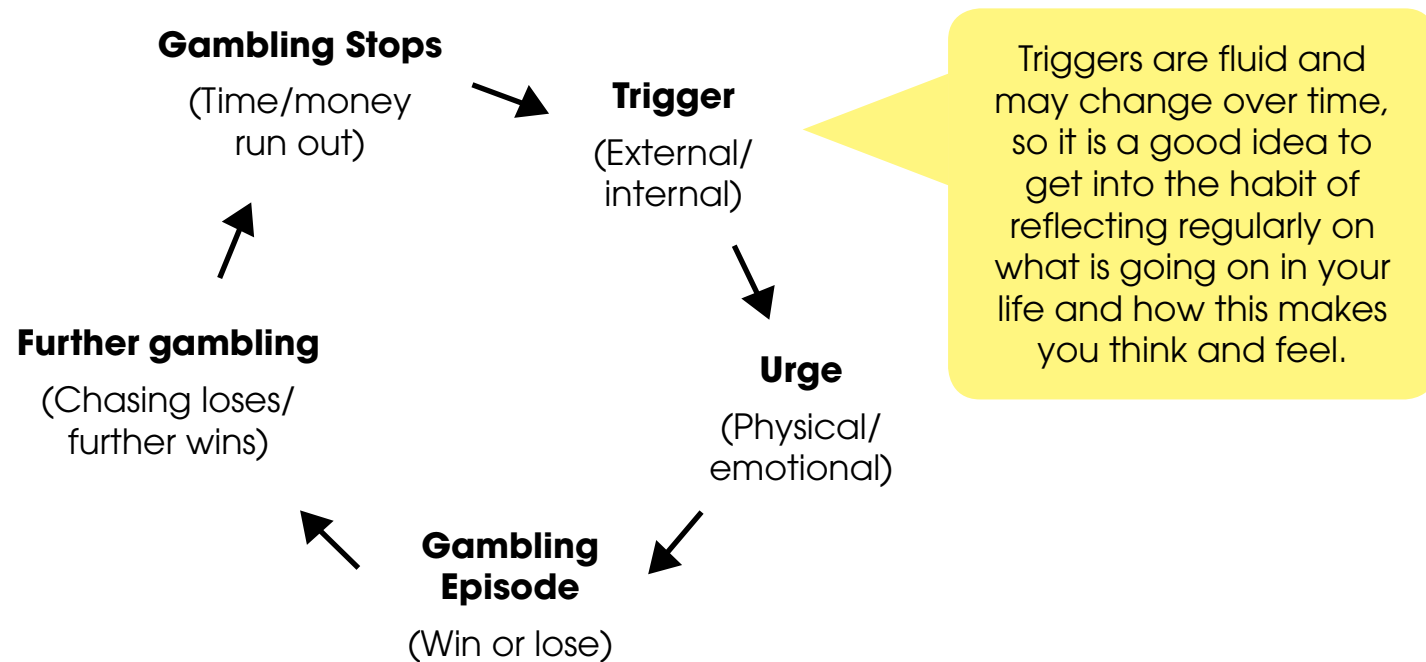 Gambling Stops
(Time/money
run out)
Trigger
(External/
internal)
Triggers are fluid and
may change over time,
so it is a good idea to
get into the habit of
reflecting regularly on
what is going on in your
life and how this makes
you think and feel.
Urge
(Physical/
emotional)
Gambling
Episode
(Win or lose)
Further gambling
(Chasing loses/
further wins)